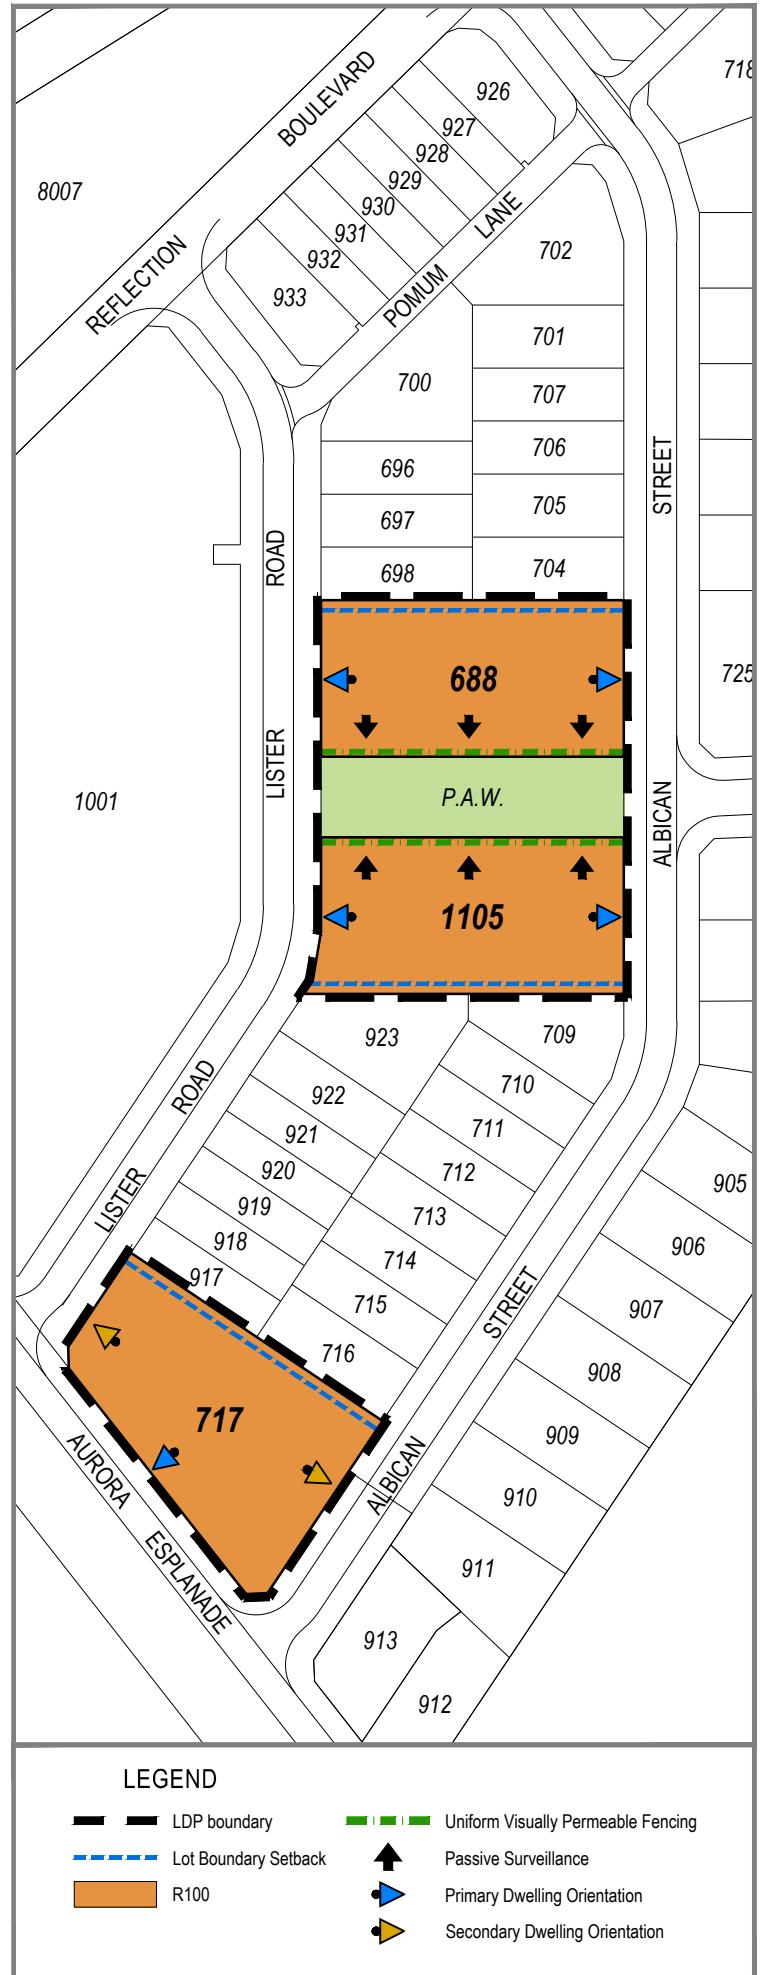 718
926
BOULEVARD
927
928
929
8007
930
LANE
931
932
702
REFLECTION
933
POMUM
701
700
707
706
696
STREET
697
705
ROAD
698
704
688
725
LISTER
1001
P.A.W.
ALBICAN
1105
923
709
922
710
ROAD
921
711
920
712
905
LISTER
919
713
918
906
714
917
715
907
STREET
716
908
717
909
AURORA
ALBICAN
910
ESPLANADE
911
913
912
LEGEND
LDP boundary
Uniform Visually Permeable Fencing
Lot Boundary Setback
Passive Surveillance
R100
Primary Dwelling Orientation
Secondary Dwelling Orientation